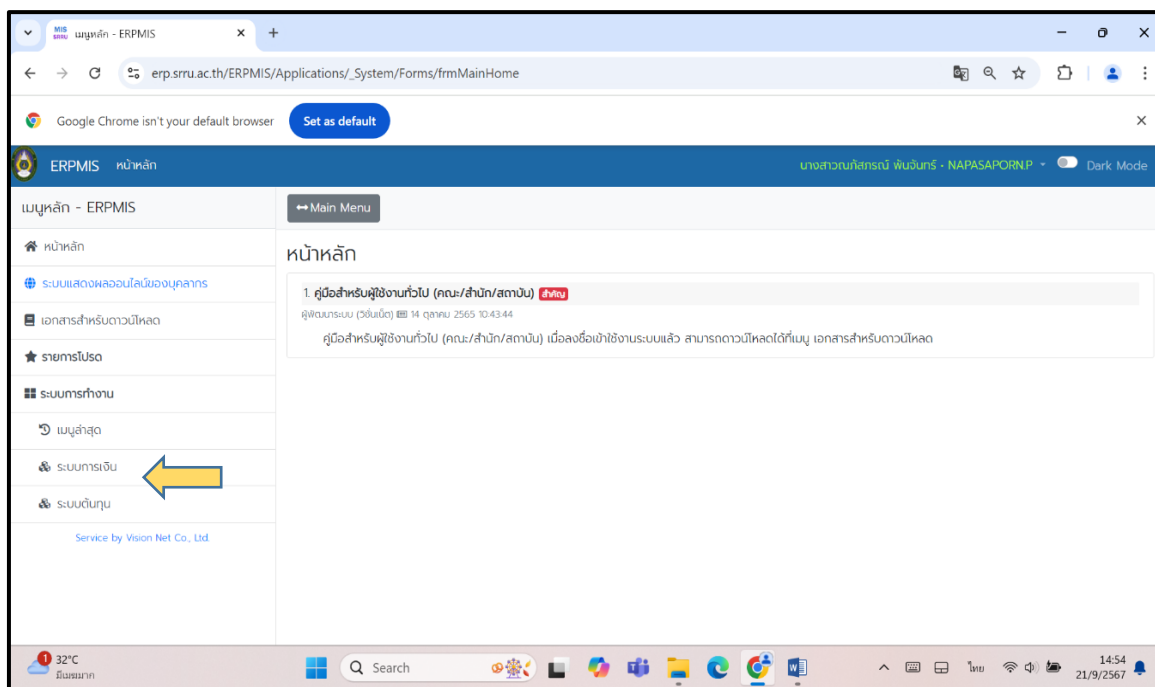 MIS
SRRU
เมนูหลัก - ERPMIS
erp.srru.ac.th/ERPMIS/Applications/_System/Forms/frmMainHome
Google Chrome isn't your default browser Set as default
ERPMIS หน้าหลัก นางสาวณภัสภรณ์ พันจันทร์ - NAPASAPORN.P Dark Mode
เมนูหลัก - ERPMIS
Main Menu
หน้าหลัก
ระบบแสดงผลออนไลน์ของบุคลากร
เอกสารสำหรับดาวน์โหลด
รายการโปรด
ระบบการทำงาน
เมนูล่าสุด
ระบบการเงิน
ระบบต้นทุน
Service by Vision Net Co., Ltd.
หน้าหลัก
1. คู่มือสำหรับผู้ใช้งานทั่วไป (คณะ/สำนัก/สถาบัน) สำคัญ
ผู้พัฒนาระบบ (วิชั่นเน็ต) 14 ตุลาคม 2565 10:43:44
คู่มือสำหรับผู้ใช้งานทั่วไป (คณะ/สำนัก/สถาบัน) เมื่อลงชื่อเข้าใช้งานระบบแล้ว สามารถดาวน์โหลดได้ที่เมนู เอกสารสำหรับดาวน์โหลด
1
32°C
มีเมฆมาก
Search
ไทย
14:54
21/9/2567